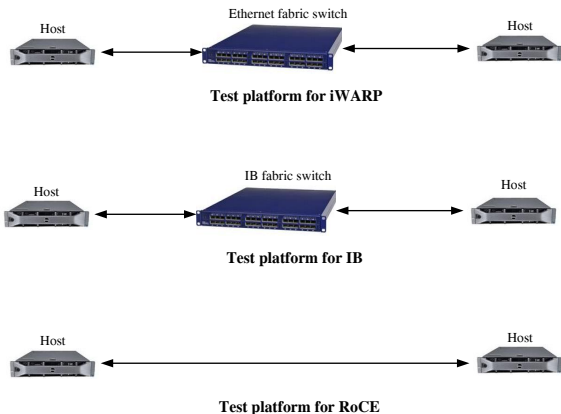 Ethernet fabric switch
Host
Host
Test platform for iWARP
IB fabric switch
Host
Host
Test platform for IB
Host
Host
Test platform for RoCE